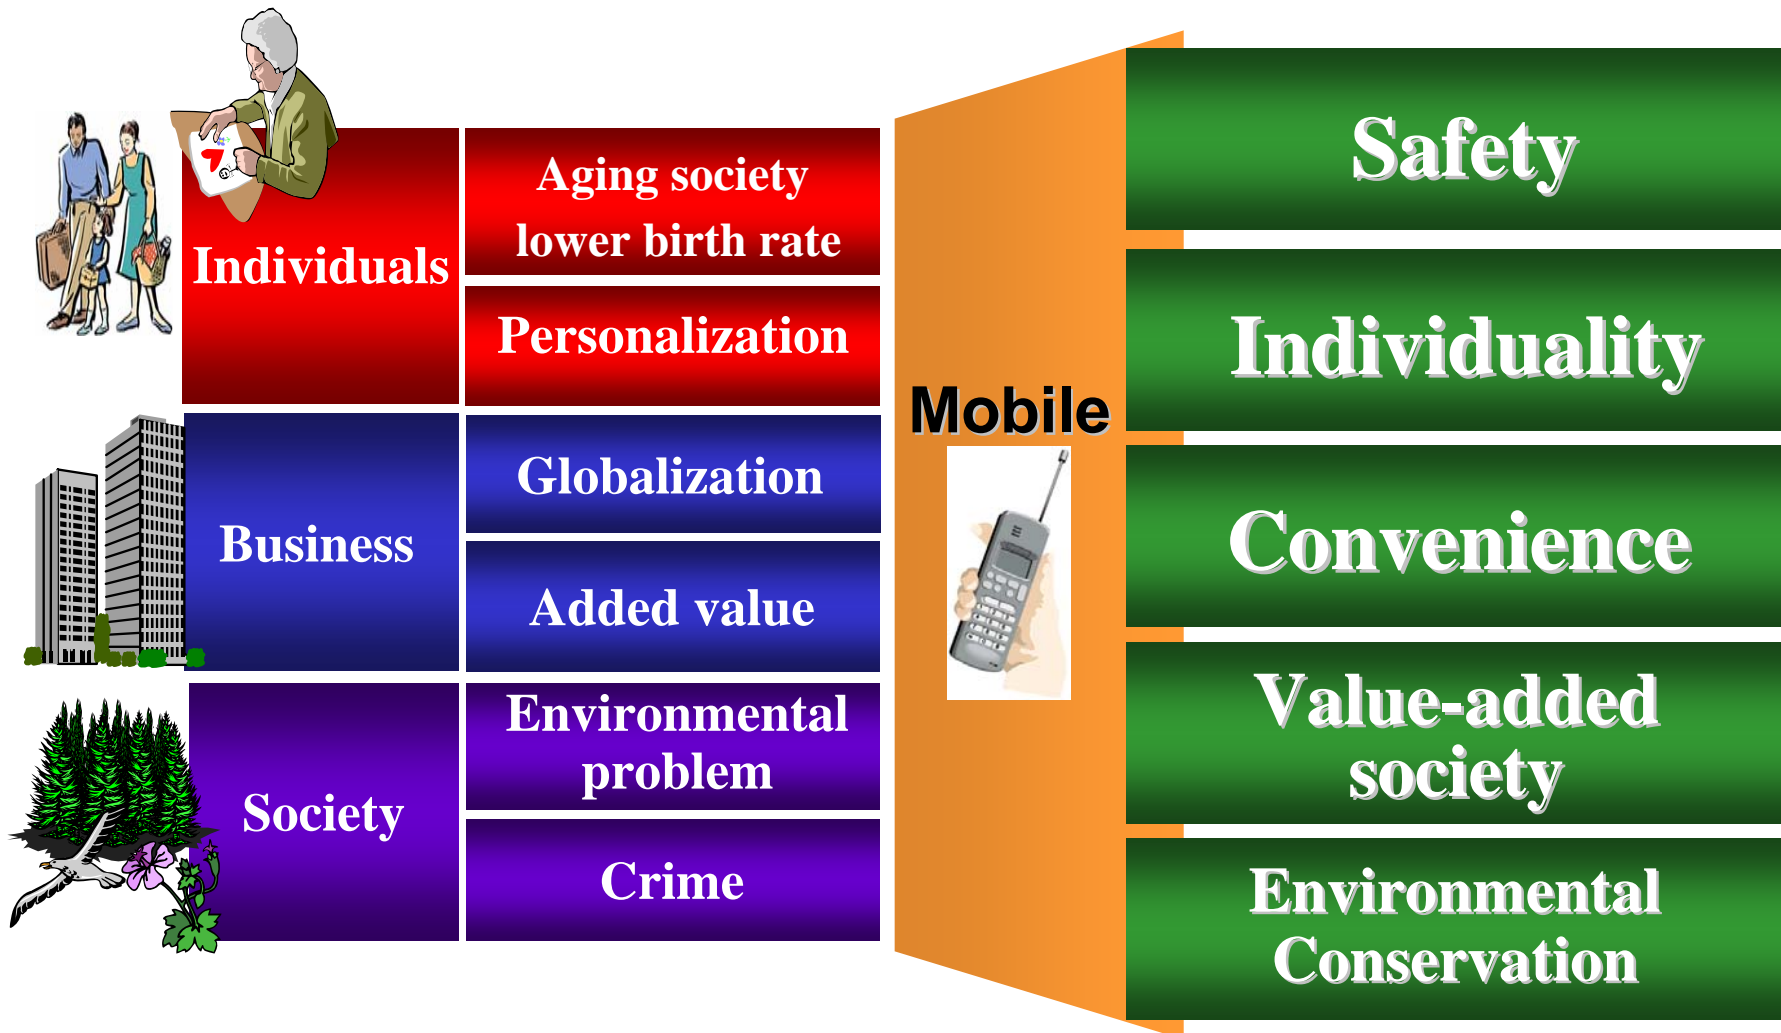 Individuals
Aging society
lower birth rate
Personalization
Business
Globalization
Added value
Society
Environmental
problem
Crime
Mobile
Safety
Individuality
Convenience
Value-added
society
Environmental
Conservation